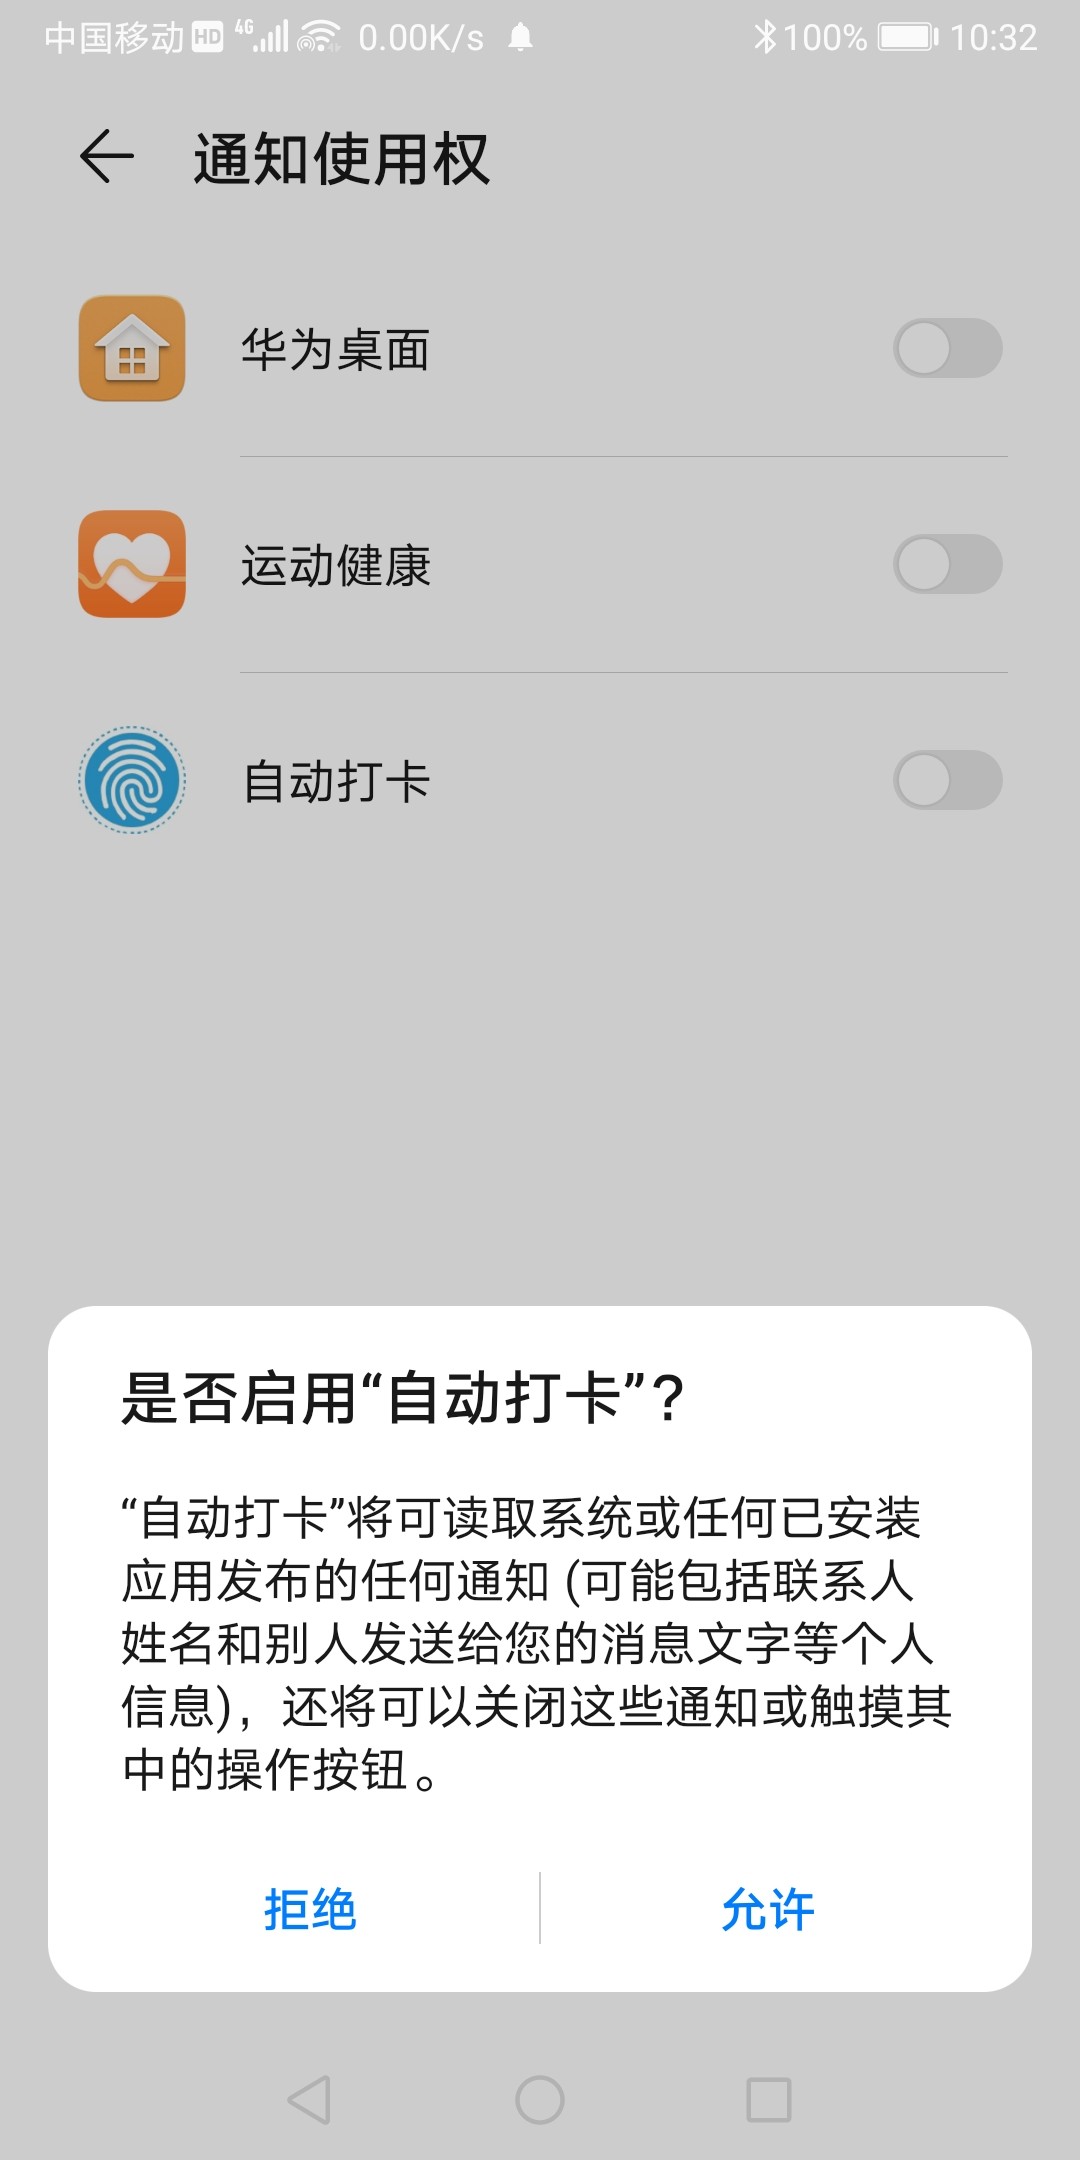 中国移动 HD 4G 0.00K/s 100% 10:32
通知使用权
华为桌面
运动健康
自动打卡
是否启用“自动打卡”?
“自动打卡”将可读取系统或任何已安装
应用发布的任何通知 (可能包括联系人
姓名和别人发送给您的消息文字等个人
信息)，还将可以关闭这些通知或触摸其
中的操作按钮。
拒绝 允许